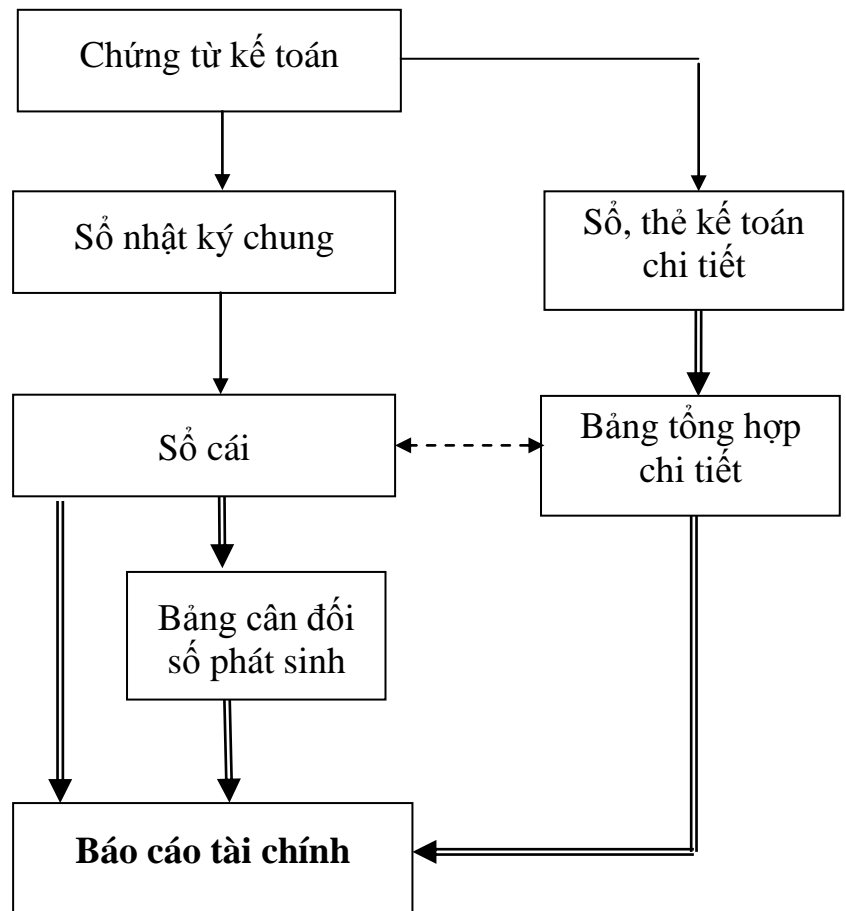 Chứng từ kế toán
Sổ nhật ký chung
Sổ, thẻ kế toán
chi tiết
Sổ cái
Bảng tổng hợp
chi tiết
Bảng cân đối
số phát sinh
Báo cáo tài chính